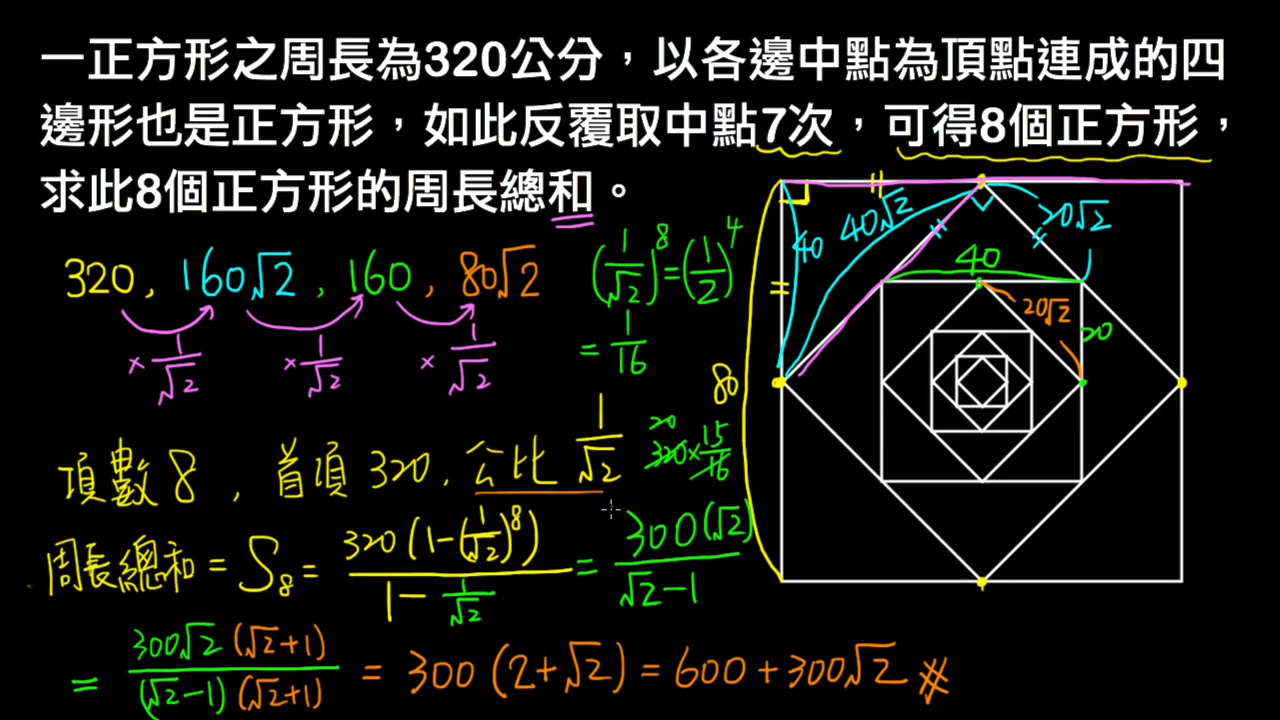 一正方形之周長為320公分，以各邊中點為頂點連成的四
邊形也是正方形，如此反覆取中點7次，可得8個正方形，
求此8個正方形的周長總和。
320, 160√2, 160, 80√2
×1/√2 ×1/√2 ×1/√2
(1/√2)^8=(1/2)^4
=1/16
項數8，首項320，公比1/√2
320×15/16
20
周長總和=S8=320(1-(1/√2)^8)/(1-1/√2)=300(√2)/(√2-1)
=300√2(√2+1)/(√2-1)(√2+1)=300(2+√2)=600+300√2#
80
40
40√2
20√2
40
20√2
20